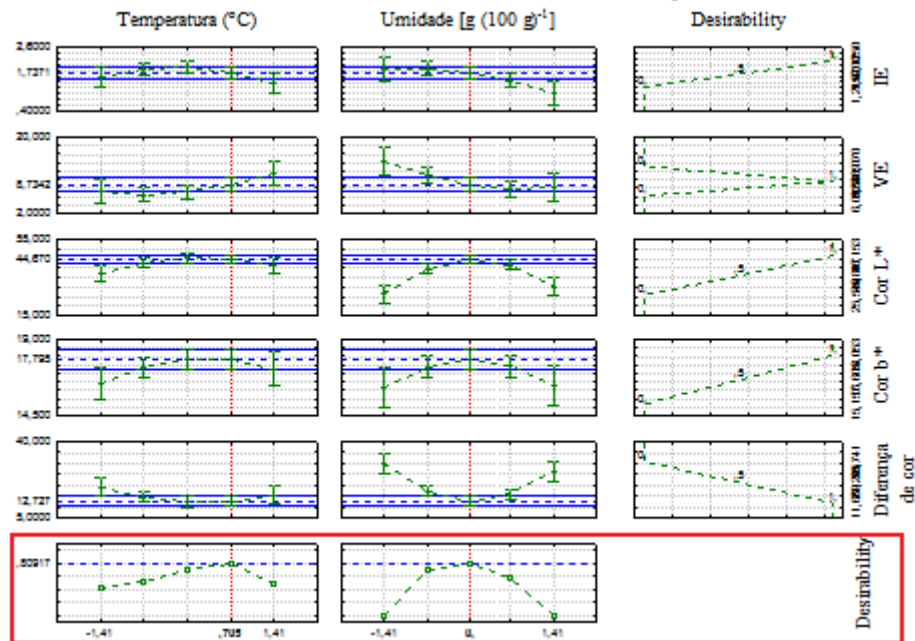 Temperatura (°C) Umidade [g (100 g)-1] Desirability
2,6000
1,7371
,40000
IE
20,000
8,7342
2,0000
VE
55,000
44,670
15,000
Cor L*
19,000
17,795
14,500
Cor b*
40,000
12,727
5,0000
Diferença
de cor
,80917
Desirability
-1,41 ,705 1,41 -1,41 0, 1,41